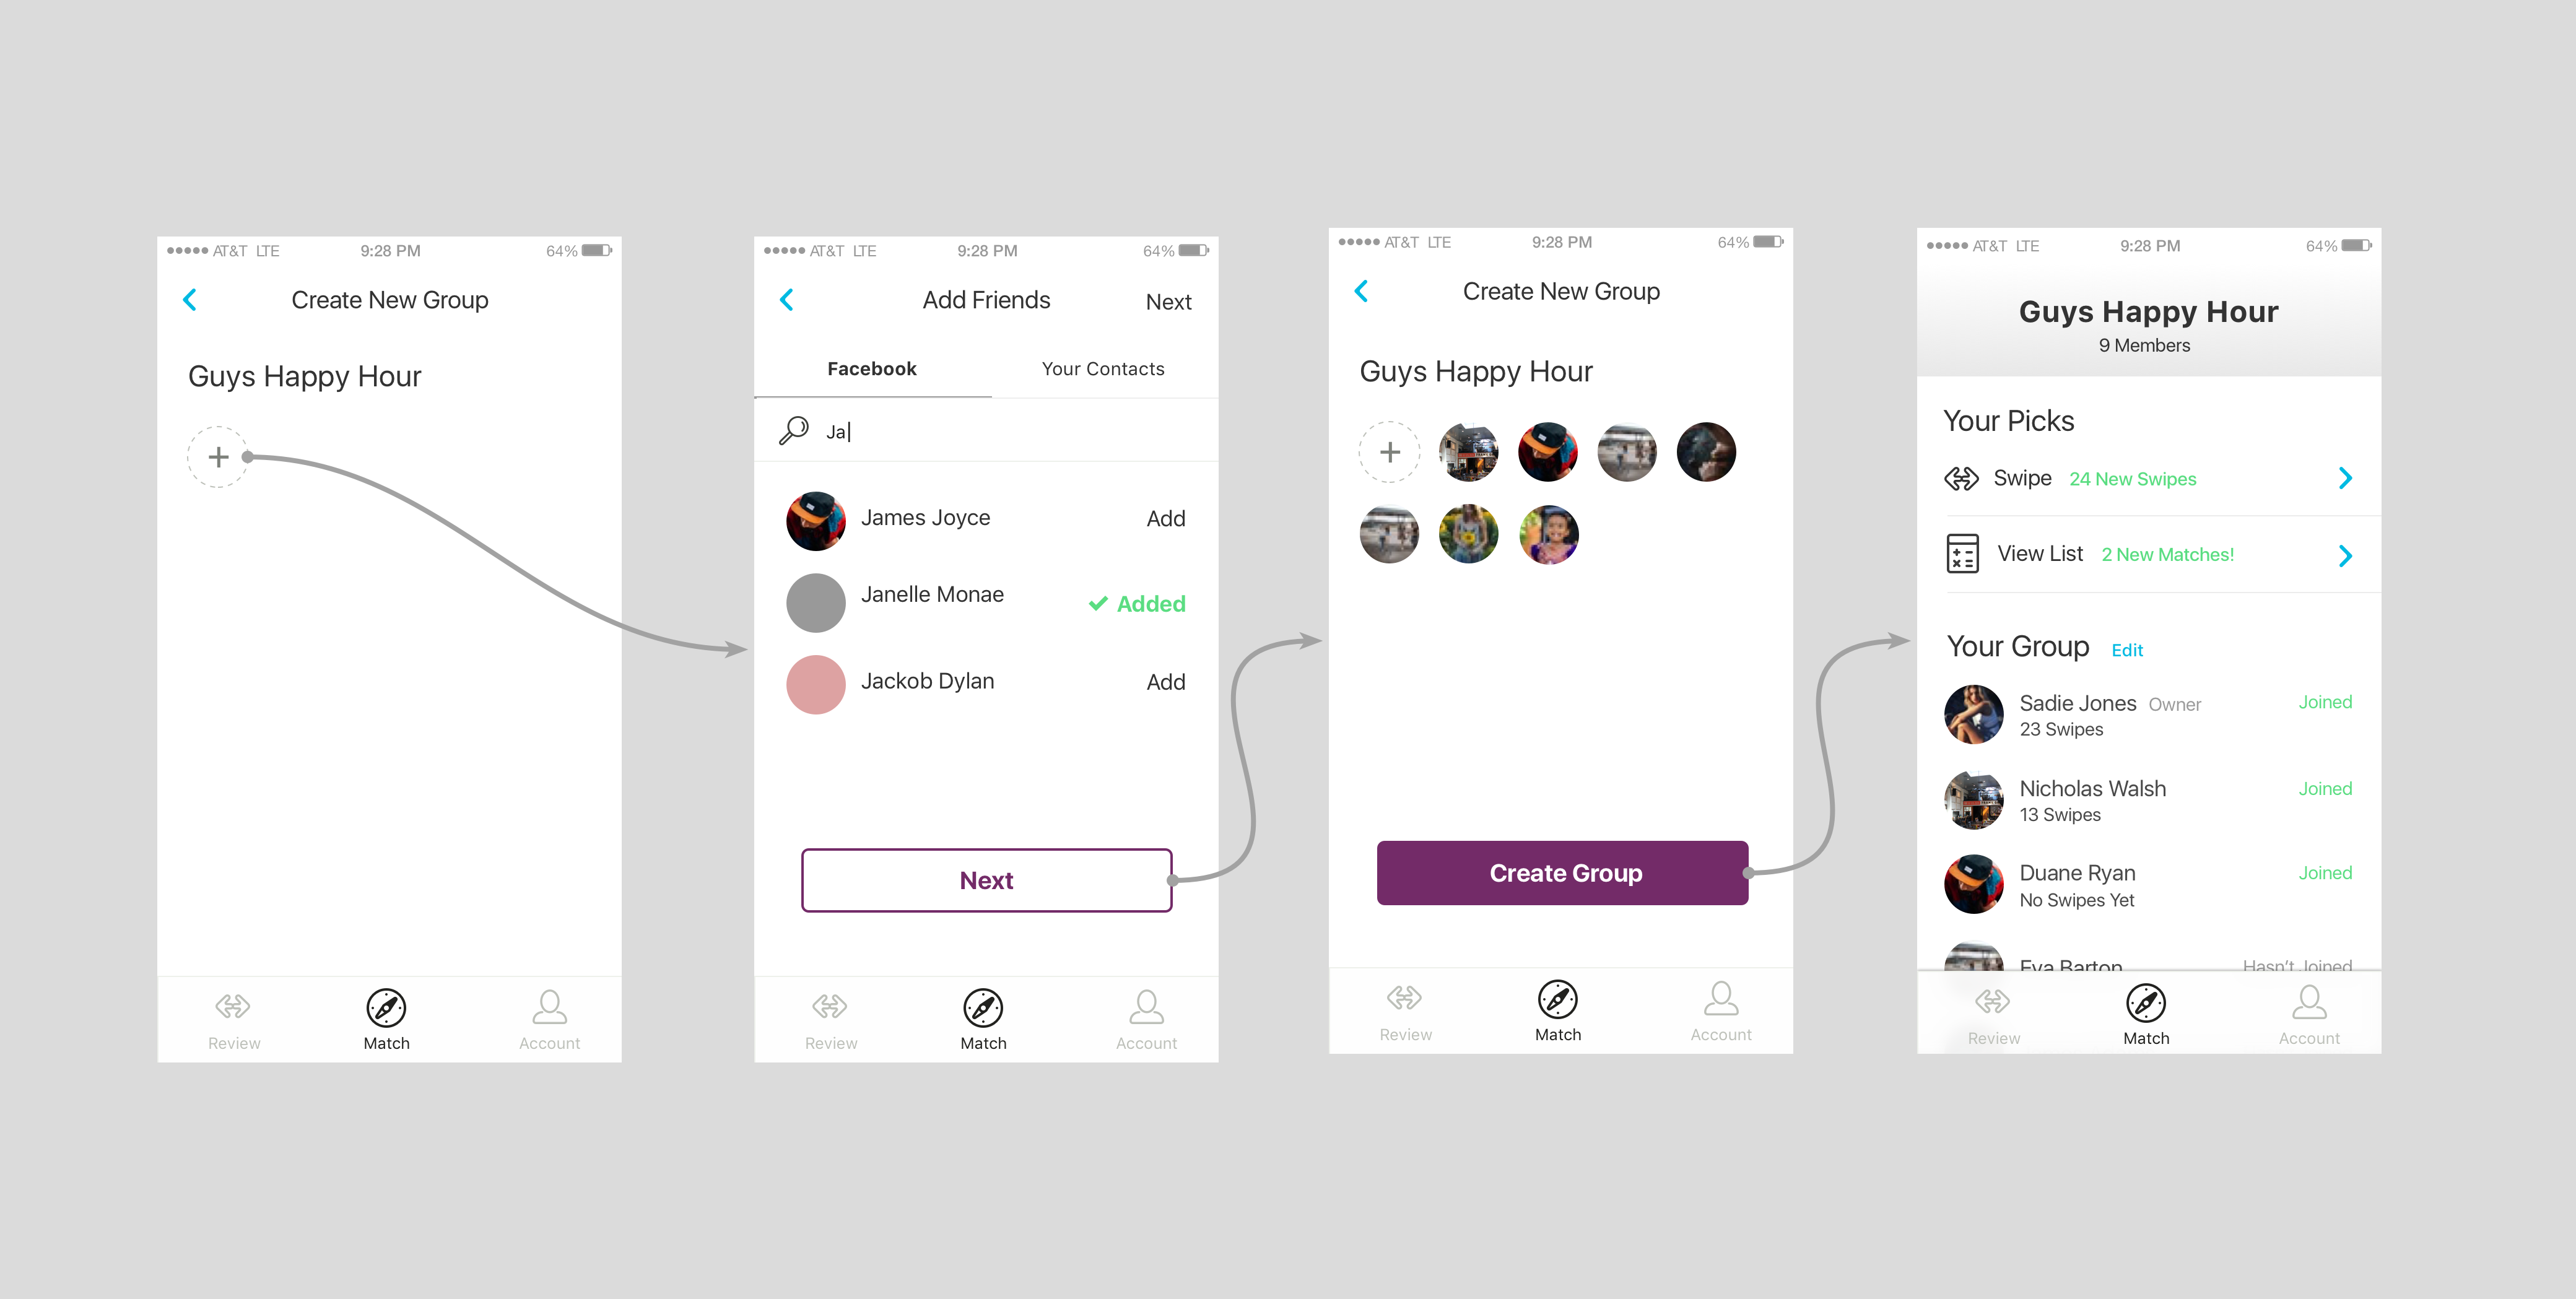 AT&T LTE 9:28 PM 64%
Create New Group
Guys Happy Hour
Review Match Account
AT&T LTE 9:28 PM 64%
Add Friends Next
Facebook Your Contacts
Ja
James Joyce Add
Janelle Monae Added
Jackob Dylan Add
Next
Review Match Account
AT&T LTE 9:28 PM 64%
Create New Group
Guys Happy Hour
Create Group
Review Match Account
AT&T LTE 9:28 PM 64%
Guys Happy Hour
9 Members
Your Picks
Swipe 24 New Swipes
View List 2 New Matches!
Your Group Edit
Sadie Jones Owner Joined
23 Swipes
Nicholas Walsh Joined
13 Swipes
Duane Ryan Joined
No Swipes Yet
Eva Barton Hasn't Joined
Review Match Account